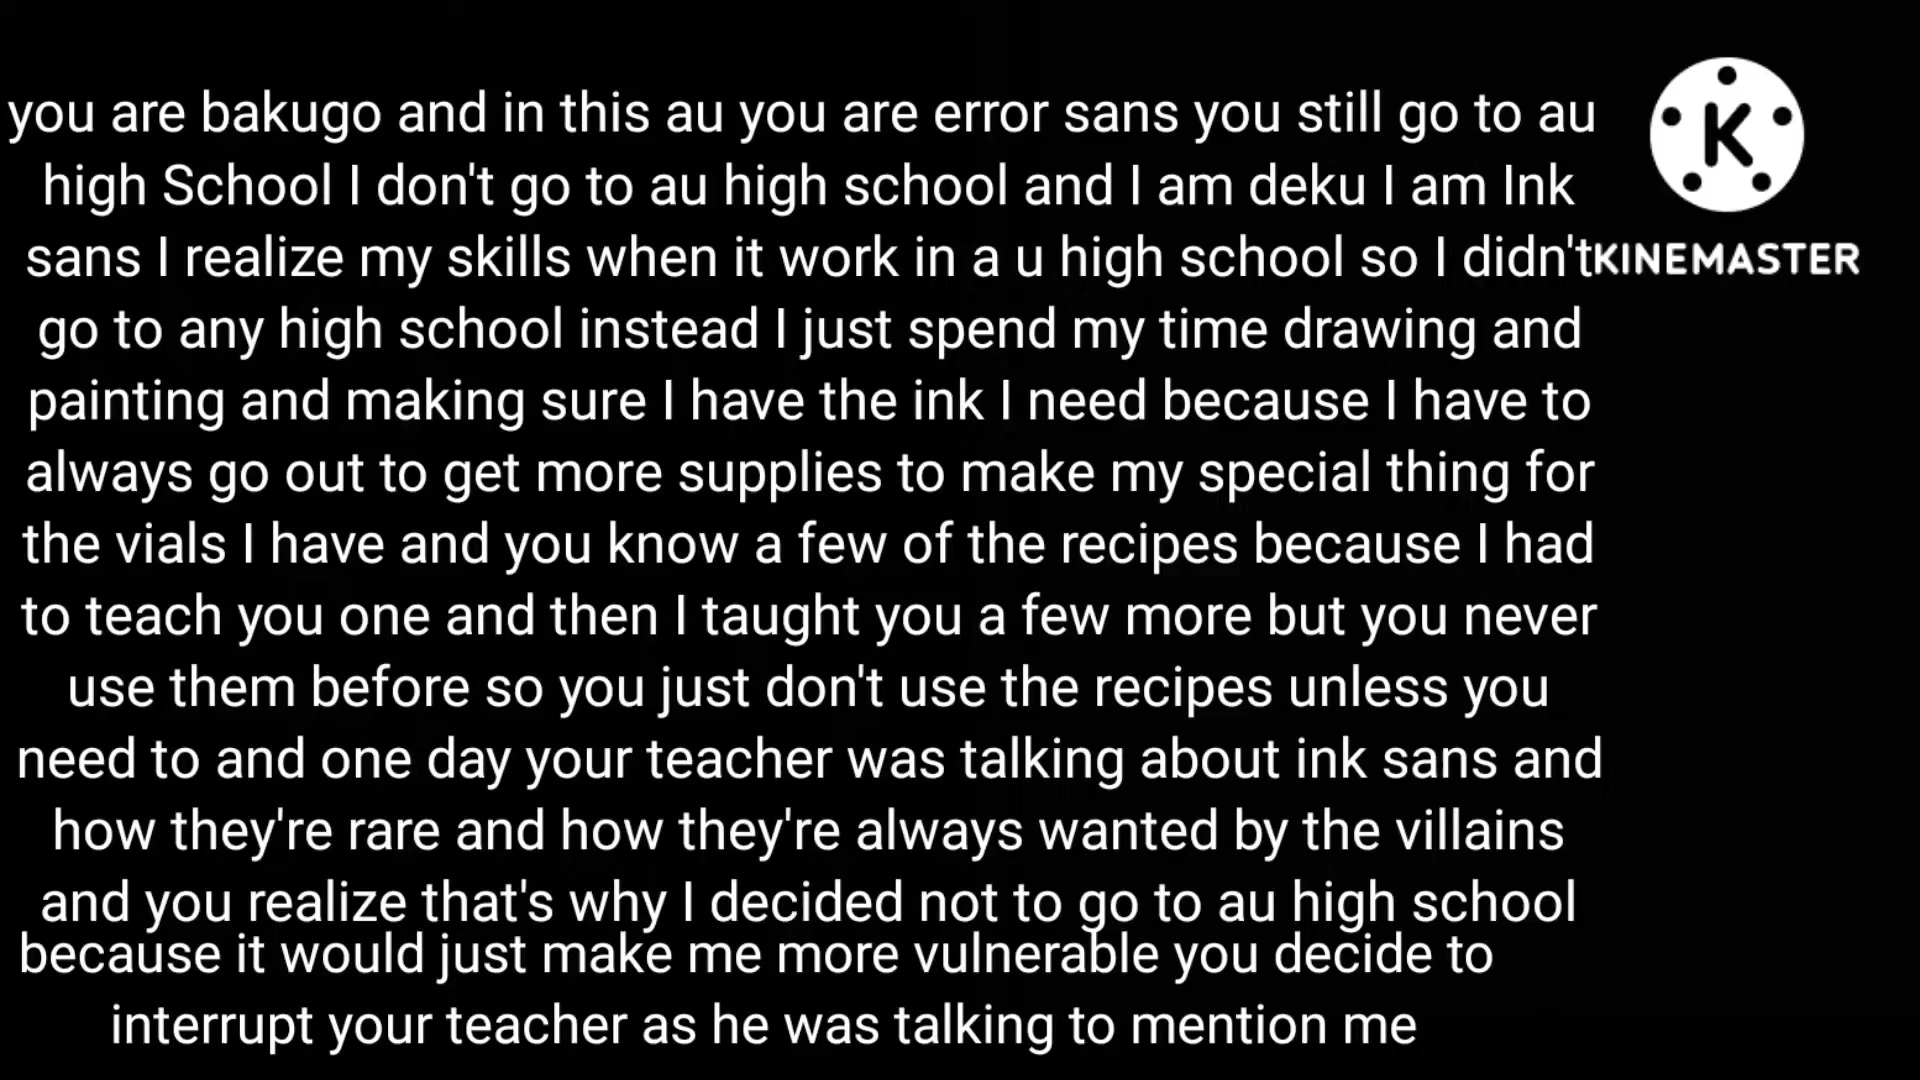 you are bakugo and in this au you are error sans you still go to au
high School I don't go to au high school and I am deku I am Ink
sans I realize my skills when it work in a u high school so I didn't
go to any high school instead I just spend my time drawing and
painting and making sure I have the ink I need because I have to
always go out to get more supplies to make my special thing for
the vials I have and you know a few of the recipes because I had
to teach you one and then I taught you a few more but you never
use them before so you just don't use the recipes unless you
need to and one day your teacher was talking about ink sans and
how they're rare and how they're always wanted by the villains
and you realize that's why I decided not to go to au high school
because it would just make me more vulnerable you decide to
interrupt your teacher as he was talking to mention me
K
KINEMASTER